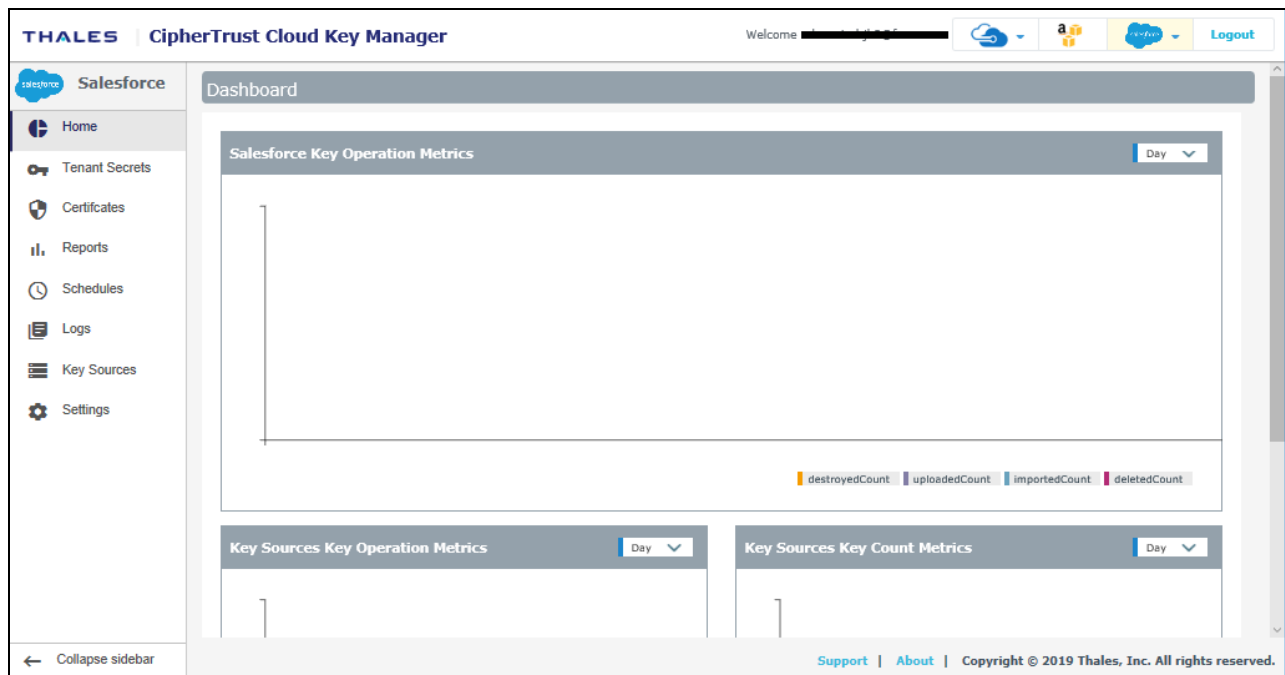 THALES CipherTrust Cloud Key Manager
Welcome
a
salesforce
Logout
salesforce
Salesforce
Home
Tenant Secrets
Certifcates
Reports
Schedules
Logs
Key Sources
Settings
Collapse sidebar
Dashboard
Salesforce Key Operation Metrics
Day
destroyedCount uploadedCount importedCount deletedCount
Key Sources Key Operation Metrics
Day
Key Sources Key Count Metrics
Day
Support | About | Copyright © 2019 Thales, Inc. All rights reserved.